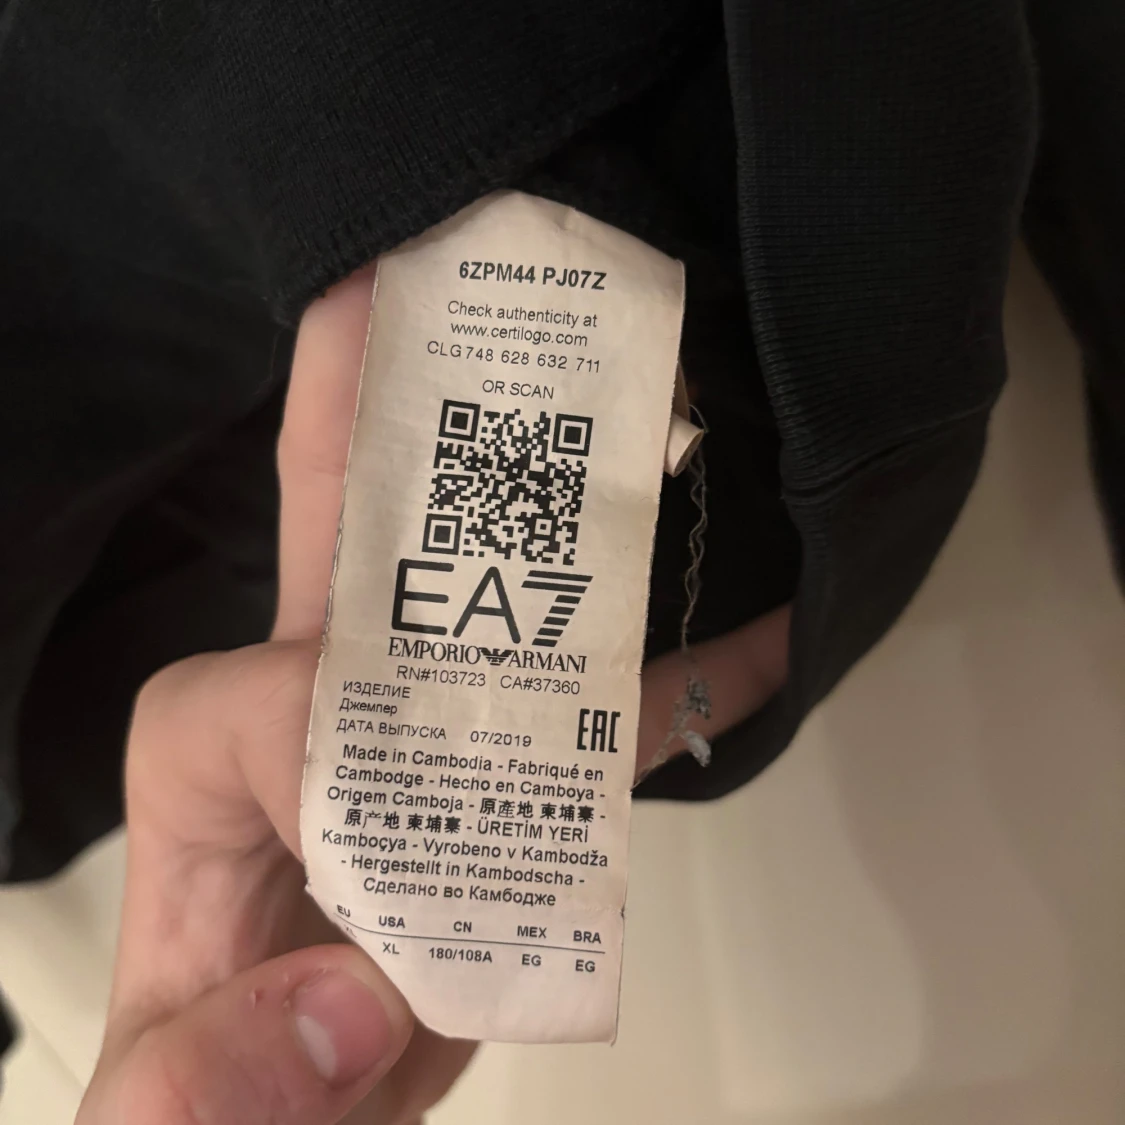 6ZPM44 PJ07Z
Check authenticity at
www.certilogo.com
CLG 748 628 632 711
OR SCAN
EA7
EMPORIO ARMANI
RN#103723 CA#37360
ИЗДЕЛИЕ
Джемпер
ДАТА ВЫПУСКА 07/2019
EAC
Made in Cambodia - Fabriqué en
Cambodge - Hecho en Camboya -
Origem Camboja - 原產地 柬埔寨 -
原产地 柬埔寨 - ÜRETİM YERİ
Kamboçya - Vyrobeno v Kambodža
- Hergestellt in Kambodscha -
Сделано во Камбодже
EU USA CN MEX BRA
XL 180/108A EG EG